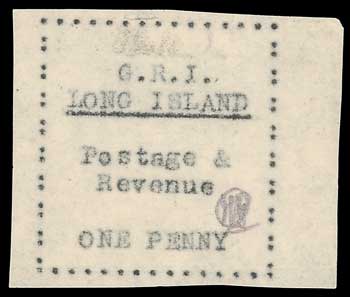 G.R.I.
LONG ISLAND
Postage &
Revenue
ONE PENNY